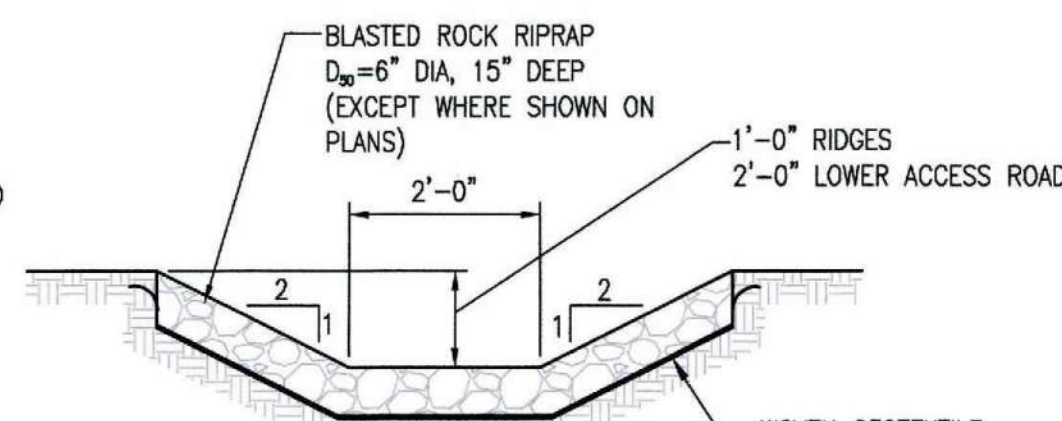 BLASTED ROCK RIPRAP
D₅₀=6" DIA, 15" DEEP
(EXCEPT WHERE SHOWN ON
PLANS)
1'-0" RIDGES
2'-0" LOWER ACCESS ROAD
)
2'-0"
2
1
2
1